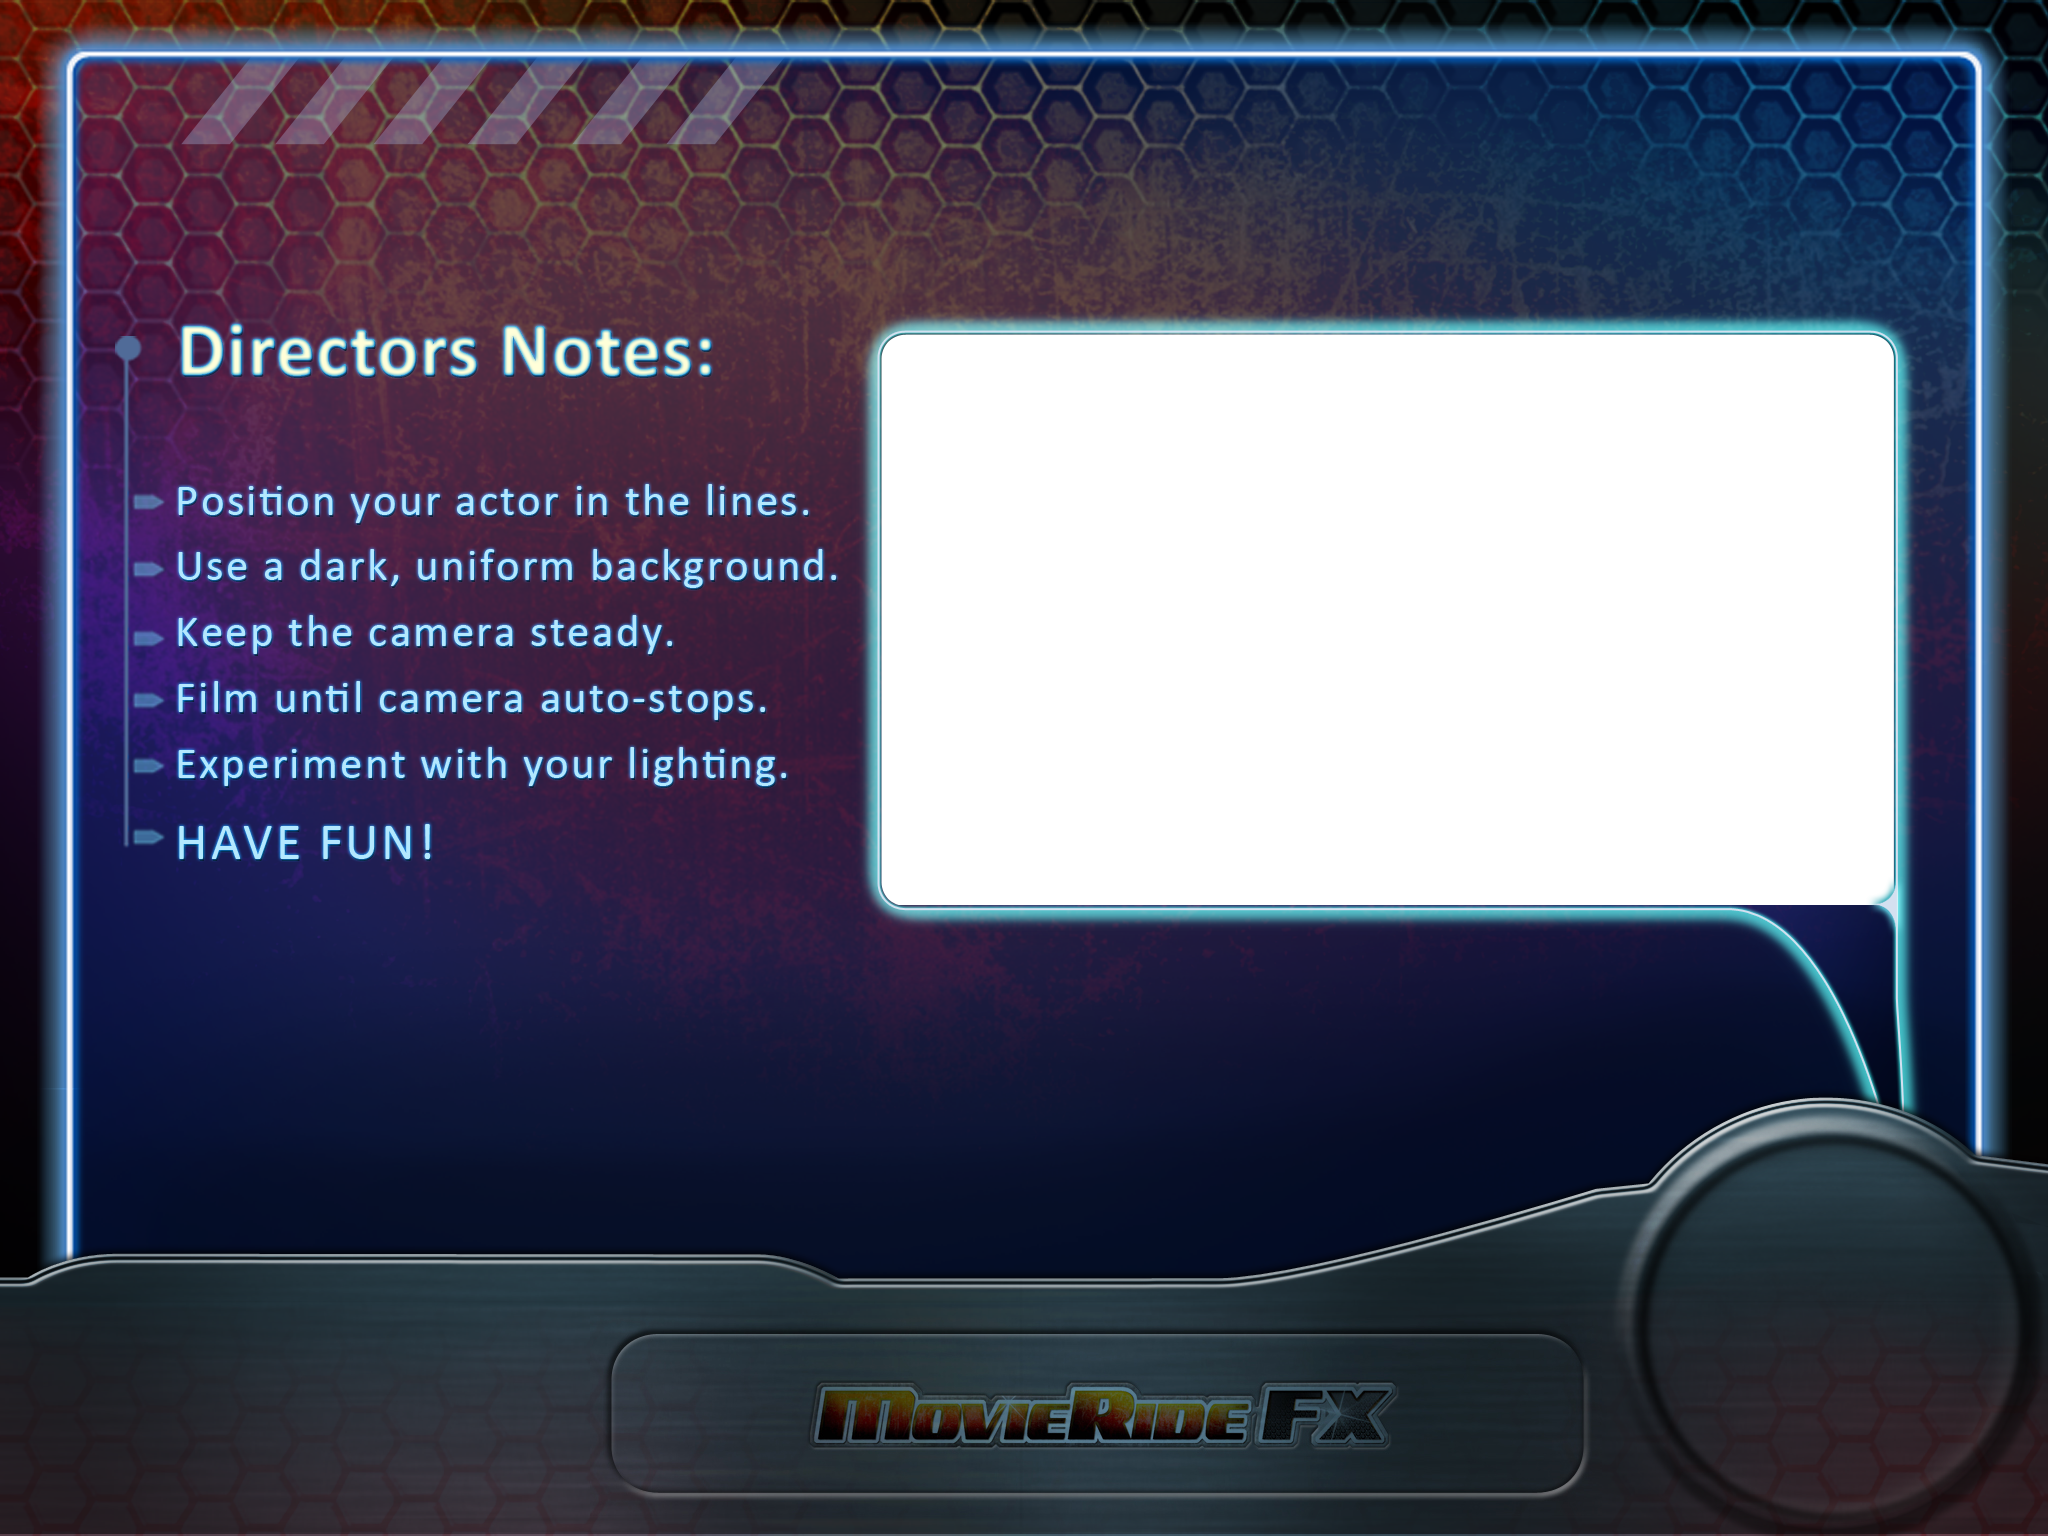 Directors Notes:
Position your actor in the lines.
Use a dark, uniform background.
Keep the camera steady.
Film until camera auto-stops.
Experiment with your lighting.
HAVE FUN!
MOVIERIDE FX